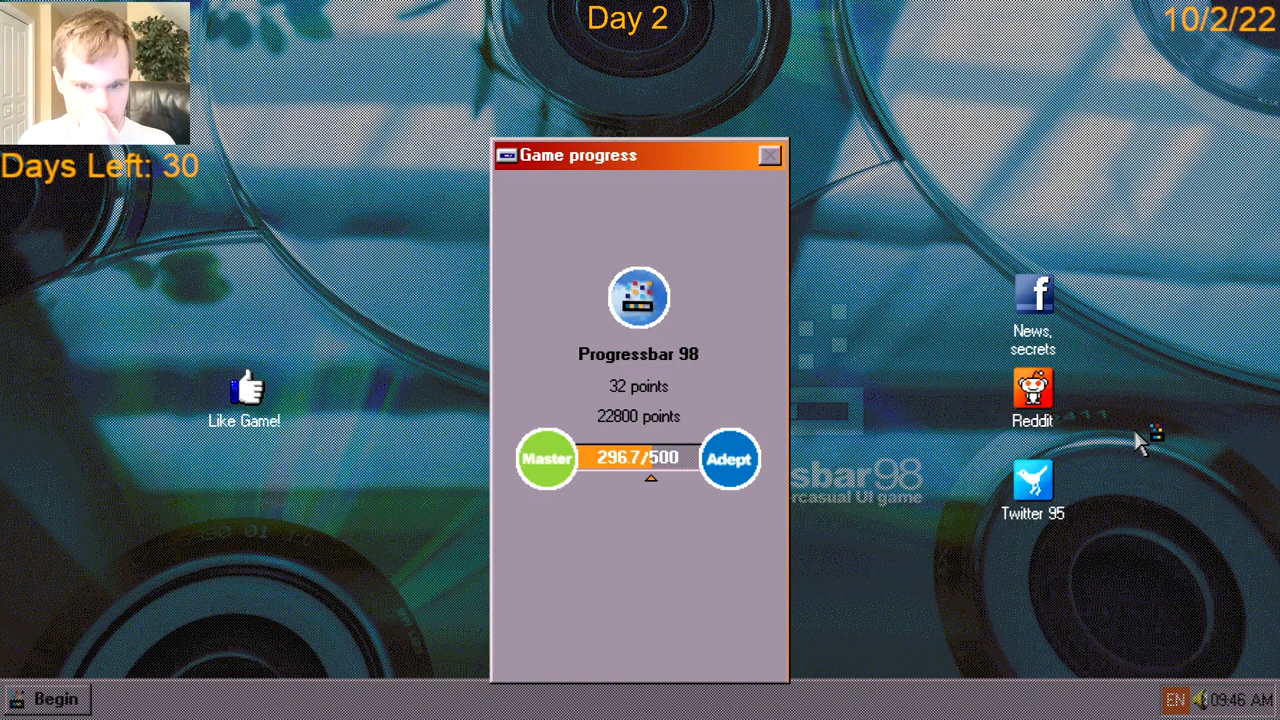 Day 2
10/2/22
Days Left: 30
Game progress
Progressbar 98
32 points
22800 points
Master
296.7/500
Adept
Like Game!
News,
secrets
Reddit
Twitter 95
sbar98
rcasual UI game
Begin
EN
09:46 AM